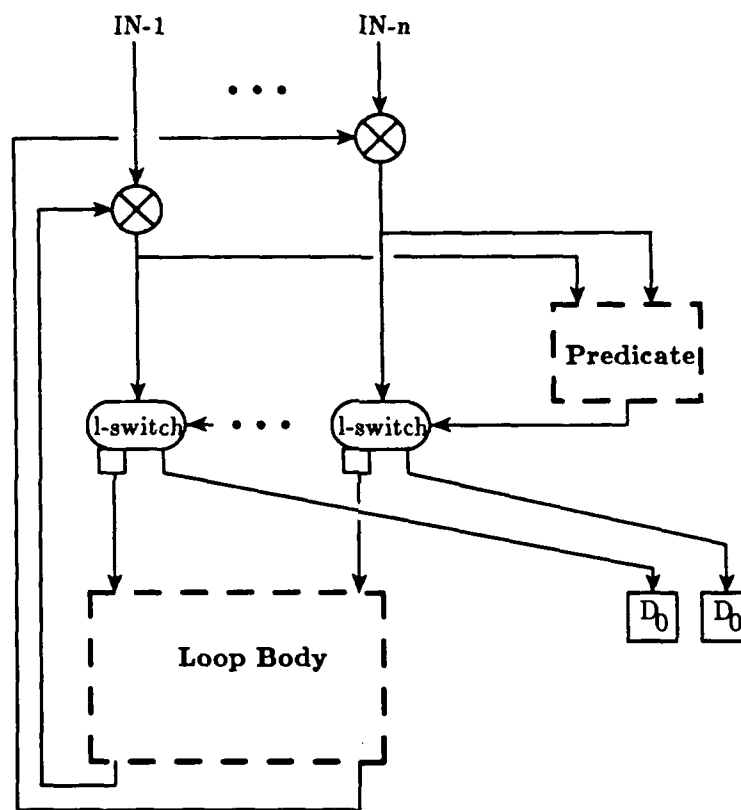 IN-1 IN-n
Predicate
l-switch l-switch
D0 D0
Loop Body